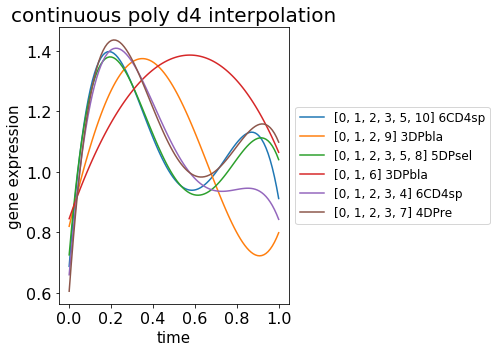 continuous poly d4 interpolation
gene expression
1.4
1.2
1.0
0.8
0.6
0.0 0.2 0.4 0.6 0.8 1.0
time
[0, 1, 2, 3, 5, 10] 6CD4sp
[0, 1, 2, 9] 3DPbla
[0, 1, 2, 3, 5, 8] 5DPsel
[0, 1, 6] 3DPbla
[0, 1, 2, 3, 4] 6CD4sp
[0, 1, 2, 3, 7] 4DPre